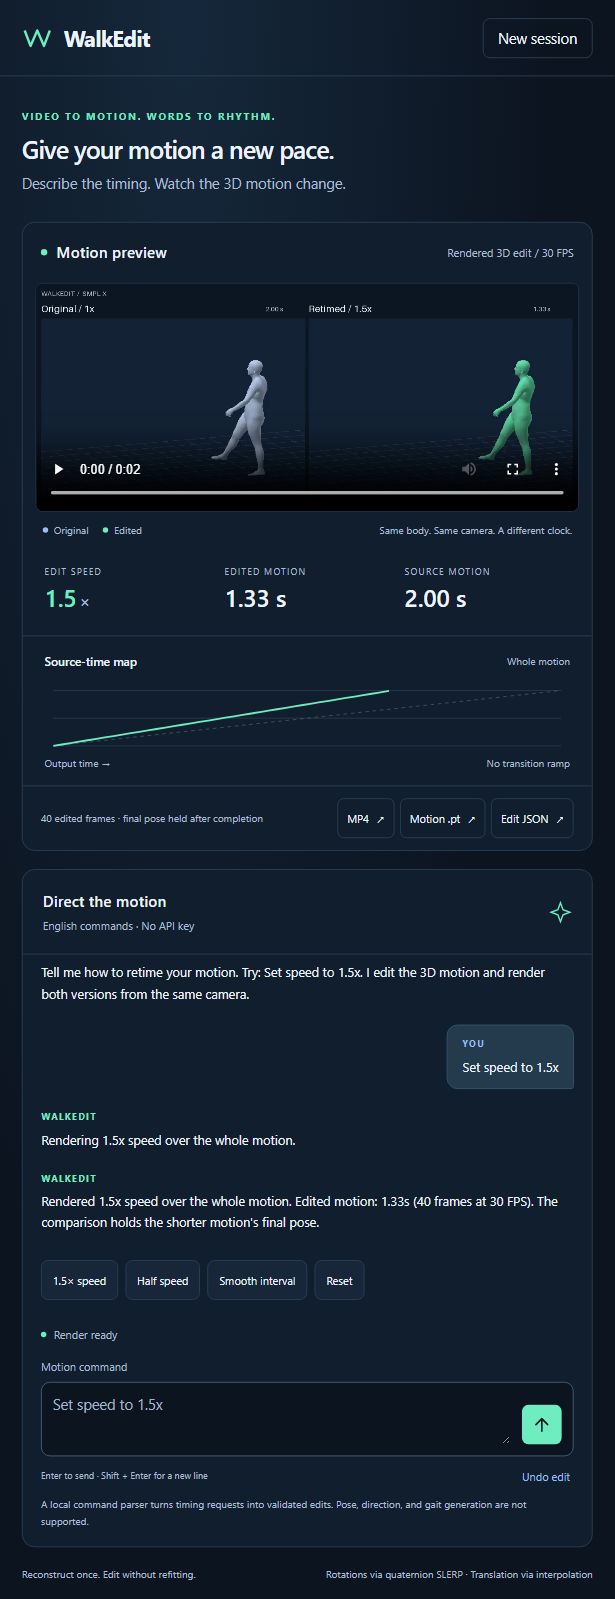 WalkEdit
New session
VIDEO TO MOTION. WORDS TO RHYTHM.
Give your motion a new pace.
Describe the timing. Watch the 3D motion change.
Motion preview
Rendered 3D edit / 30 FPS
WALKEDIT / SMPL X
Original / 1x
2.00 s
Retimed / 1.5x
1.33 s
0:00 / 0:02
Original
Edited
Same body. Same camera. A different clock.
EDIT SPEED
EDITED MOTION
SOURCE MOTION
1.5 ×
1.33 s
2.00 s
Source-time map
Whole motion
Output time →
No transition ramp
40 edited frames · final pose held after completion
MP4 ↗
Motion .pt ↗
Edit JSON ↗
Direct the motion
English commands · No API key
Tell me how to retime your motion. Try: Set speed to 1.5x. I edit the 3D motion and render
both versions from the same camera.
YOU
Set speed to 1.5x
WALKEDIT
Rendering 1.5x speed over the whole motion.
WALKEDIT
Rendered 1.5x speed over the whole motion. Edited motion: 1.33s (40 frames at 30 FPS). The
comparison holds the shorter motion's final pose.
1.5× speed
Half speed
Smooth interval
Reset
Render ready
Motion command
Set speed to 1.5x
Enter to send · Shift + Enter for a new line
Undo edit
A local command parser turns timing requests into validated edits. Pose, direction, and gait generation are not
supported.
Reconstruct once. Edit without refitting.
Rotations via quaternion SLERP · Translation via interpolation